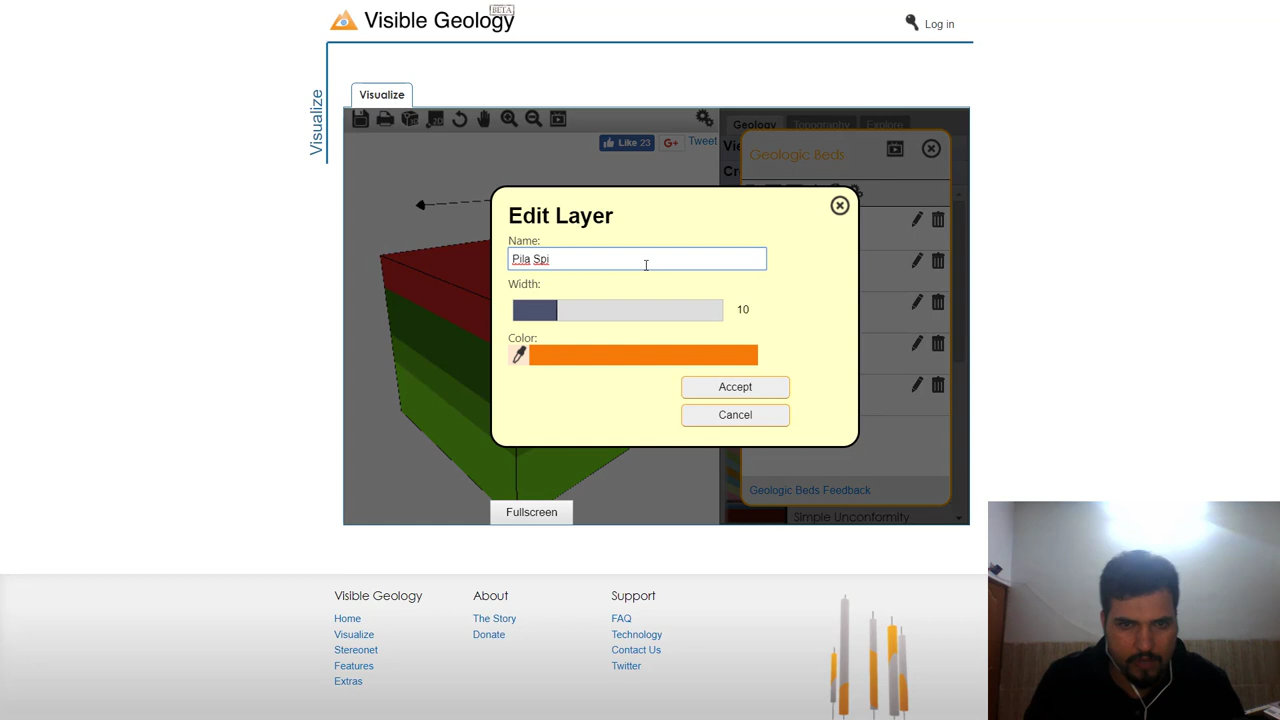 BETA
Visible Geology
Log in
Visualize
Visualize
Like 23
Tweet
Geology
Topography
Explore
Geologic Beds
Edit Layer
Name:
Pila Spi
Width:
10
Color:
Accept
Cancel
Geologic Beds Feedback
Fullscreen
Simple Unconformity
Visible Geology
Home
Visualize
Stereonet
Features
Extras
About
The Story
Donate
Support
FAQ
Technology
Contact Us
Twitter